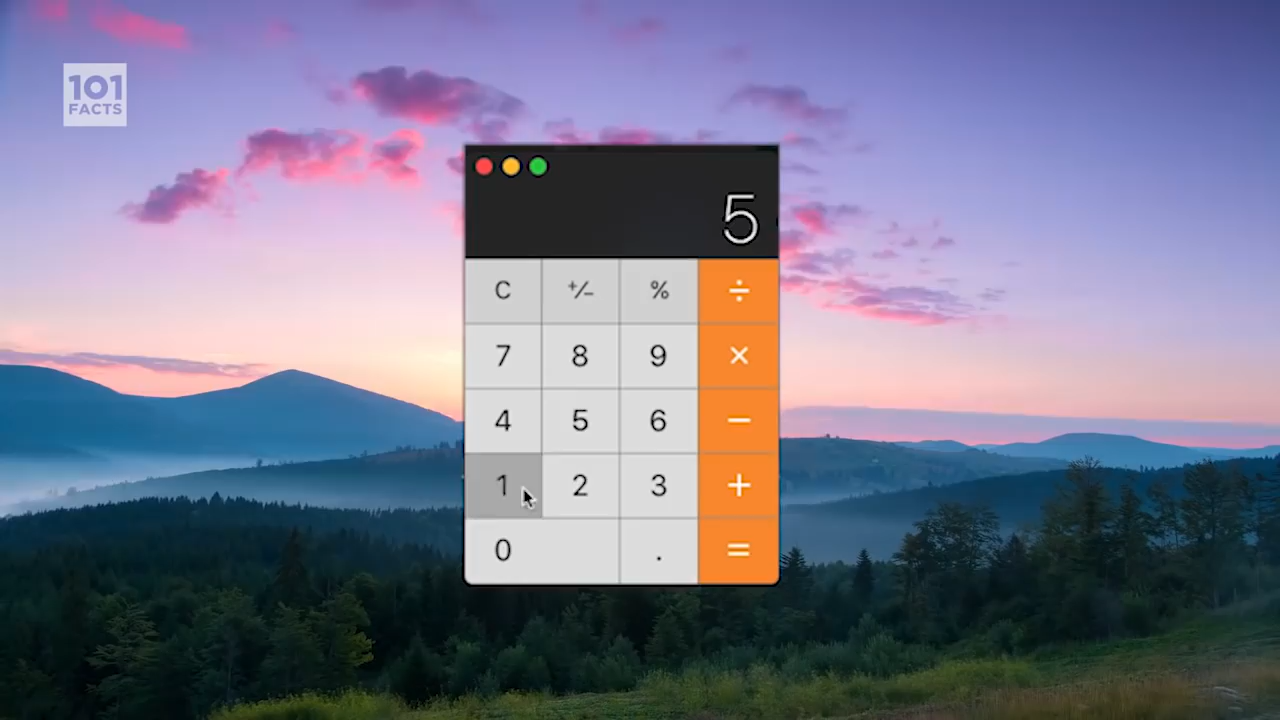 101
FACTS
5
C +/− % ÷
7 8 9 ×
4 5 6 −
1 2 3 +
0 . =